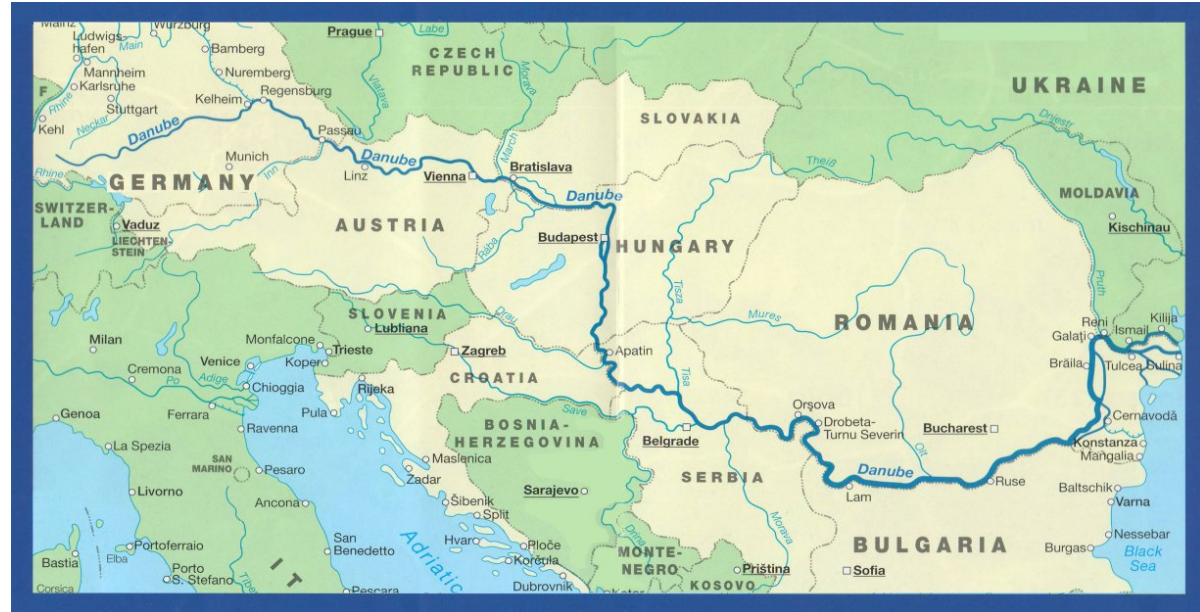 Mainz
Würzburg
Prague
Labe
Ludwigs-
hafen
Main
Bamberg
CZECH
REPUBLIC
Mannheim
Nuremberg
Karlsruhe
UKRAINE
F
Rhine
Stuttgart
Kelheim
Regensburg
Vlatava
Morava
Kehl
Neckar
Danube
Passau
SLOVAKIA
Dnjestr
March
Munich
Danube
Theiß
Rhine
Inn
Linz
Vienna
Bratislava
GERMANY
Danube
MOLDAVIA
SWITZER-
LAND
Vaduz
LIECHTEN-
STEIN
AUSTRIA
Kischinau
Budapest
HUNGARY
Raba
Tisza
Pruth
SLOVENIA
Drau
Mures
ROMANIA
Lubliana
Reni
Ismail
Kilija
Galați
Milan
Monfalcone
Trieste
Zagreb
Apatin
Venice
Koper
Brăila
Tulcea
Sulina
Cremona
Po
Adige
Chioggia
Rijeka
CROATIA
Tisa
Genoa
Ferrara
Pula
Save
Orşova
Cernavodă
Ravenna
BOSNIA-
HERZEGOVINA
Drobeta-
Turnu Severin
Bucharest
La Spezia
Belgrade
Olt
Konstanza
Mangalia
SAN
MARINO
Maslenica
Pesaro
Zadar
SERBIA
Danube
Ruse
Livorno
Sarajevo
Lam
Baltschik
Ancona
Šibenik
Varna
Split
Morava
San
Benedetto
Adriatic
Drina
Nessebar
Portoferraio
Hvar
Ploče
BULGARIA
Burgas
Black
Sea
Elba
Bastia
Korčula
MONTE-
NEGRO
Priština
Sofia
Porto
S. Stefano
IT
Corsica
Dubrovnik
KOSOVO
Pescara